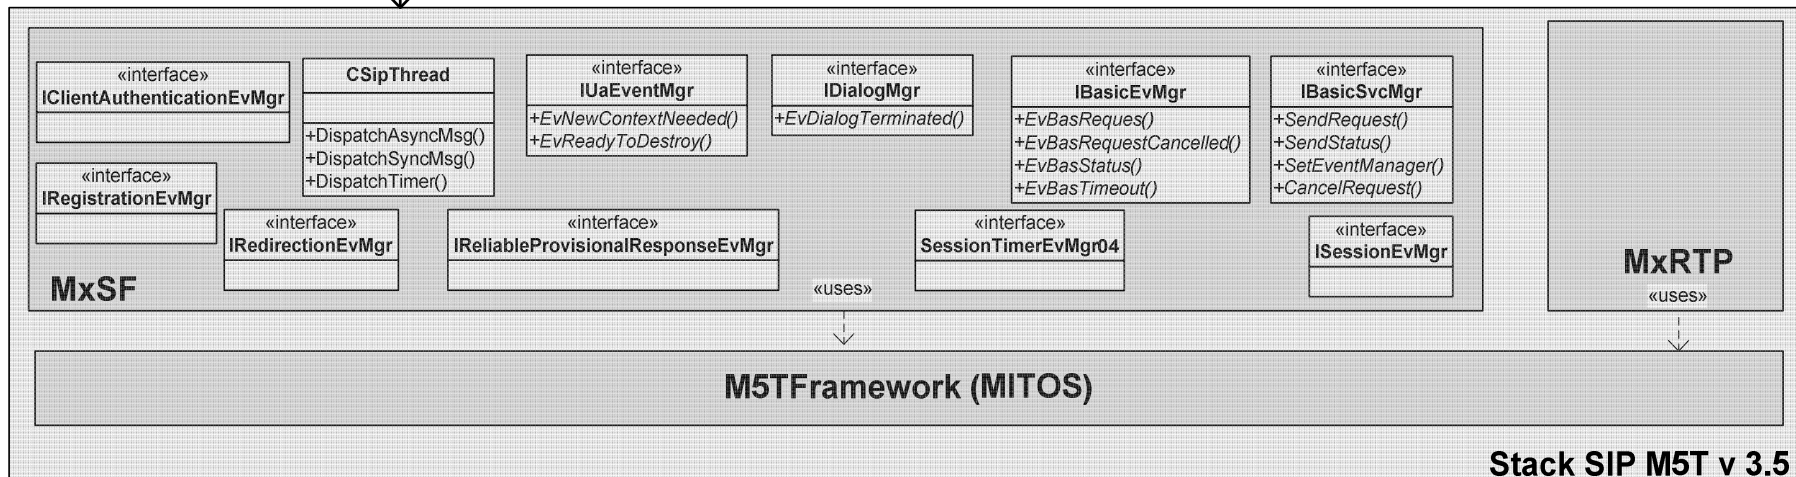 «interface»
IClientAuthenticationEvMgr
CSipThread
+DispatchAsyncMsg()
+DispatchSyncMsg()
+DispatchTimer()
«interface»
IUaEventMgr
+EvNewContextNeeded()
+EvReadyToDestroy()
«interface»
IDialogMgr
+EvDialogTerminated()
«interface»
IBasicEvMgr
+EvBasReques()
+EvBasRequestCancelled()
+EvBasStatus()
+EvBasTimeout()
«interface»
IBasicSvcMgr
+SendRequest()
+SendStatus()
+SetEventManager()
+CancelRequest()
«interface»
IRegistrationEvMgr
«interface»
IRedirectionEvMgr
«interface»
IReliableProvisionalResponseEvMgr
«interface»
SessionTimerEvMgr04
«interface»
ISessionEvMgr
MxSF
«uses»
MxRTP
«uses»
M5TFramework (MITOS)
Stack SIP M5T v 3.5